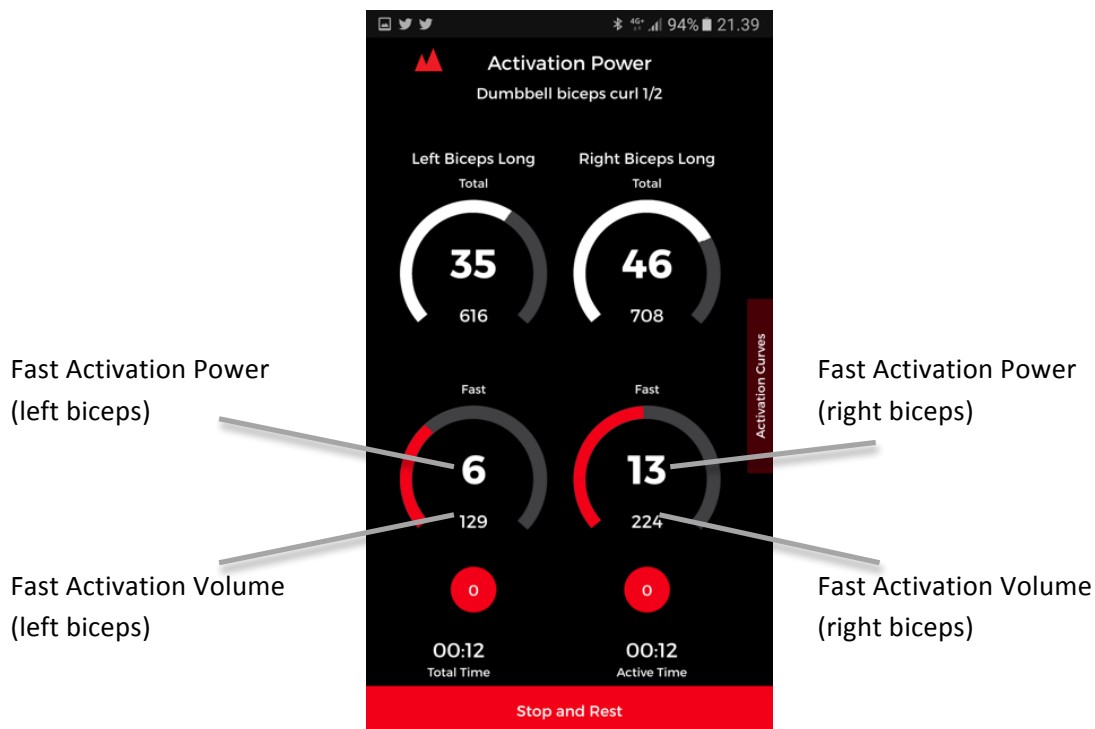 4G+ 94% 21.39
Activation Power
Dumbbell biceps curl 1/2
Left Biceps Long Right Biceps Long
Total Total
35 46
616 708
Activation Curves
Fast Activation Power
(left biceps)
Fast Activation Power
(right biceps)
Fast Fast
6 13
129 224
Fast Activation Volume
(left biceps)
Fast Activation Volume
(right biceps)
0 0
00:12 00:12
Total Time Active Time
Stop and Rest